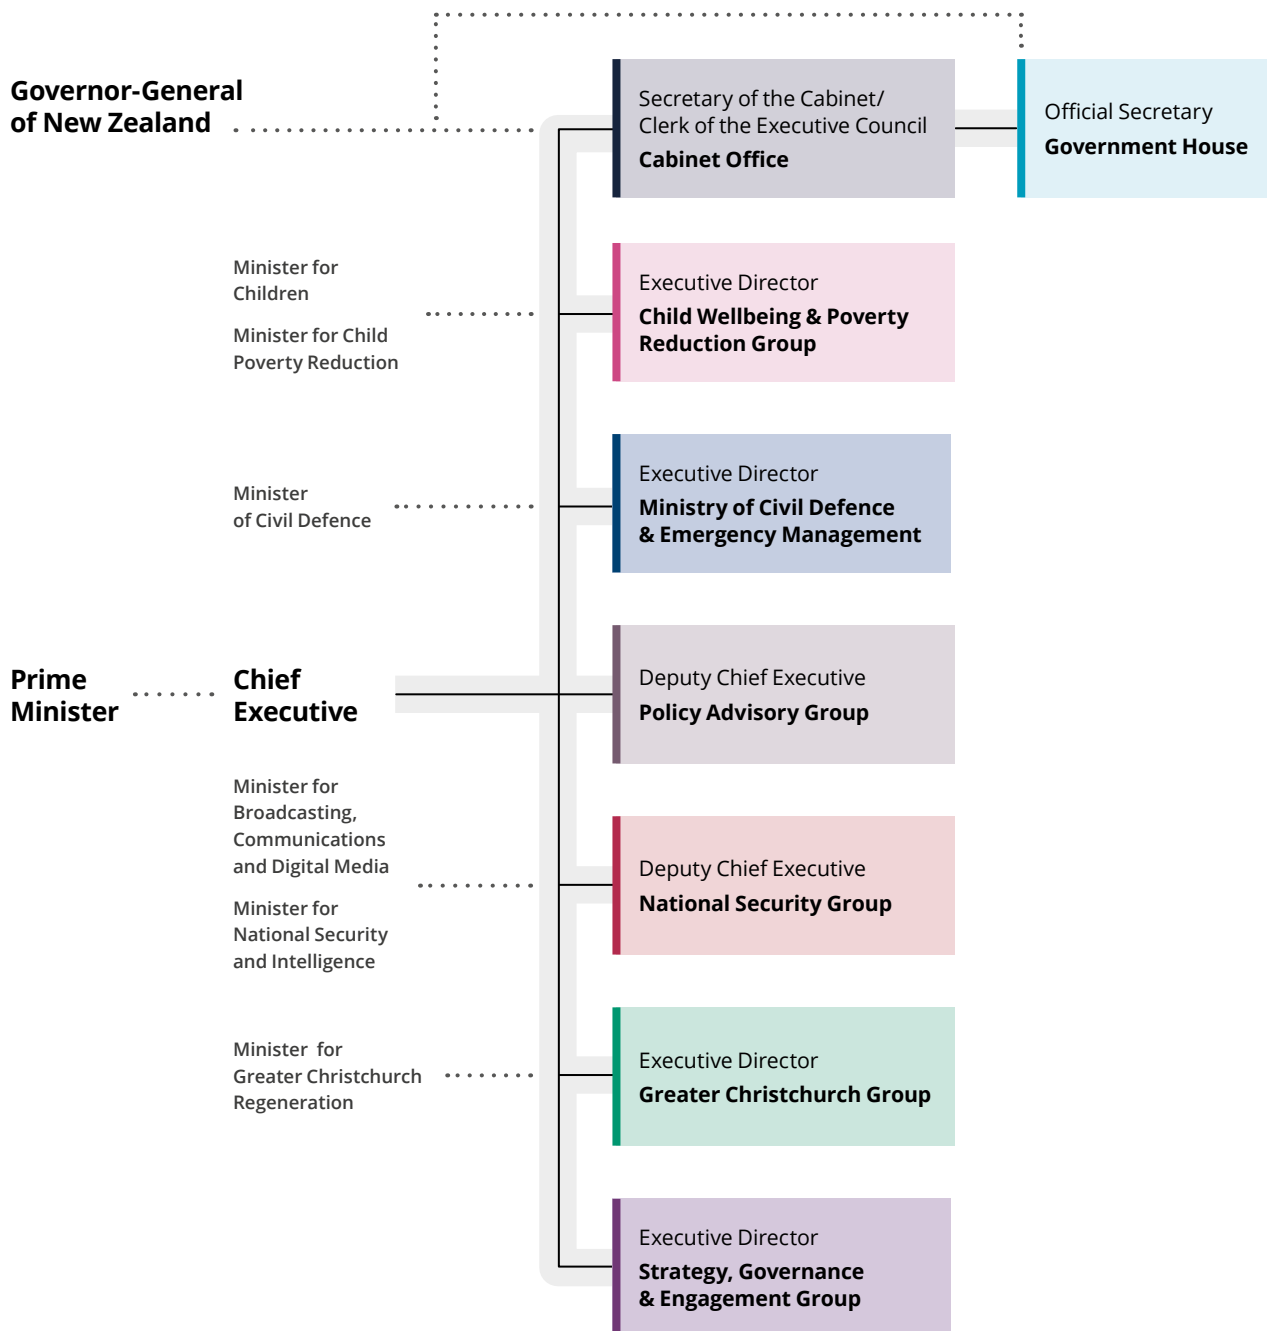 Governor-General
of New Zealand
Secretary of the Cabinet/
Clerk of the Executive Council
Cabinet Office
Official Secretary
Government House
Minister for
Children
Minister for Child
Poverty Reduction
Executive Director
Child Wellbeing & Poverty
Reduction Group
Minister
of Civil Defence
Executive Director
Ministry of Civil Defence
& Emergency Management
Prime
Minister
Chief
Executive
Deputy Chief Executive
Policy Advisory Group
Minister for
Broadcasting,
Communications
and Digital Media
Minister for
National Security
and Intelligence
Deputy Chief Executive
National Security Group
Minister for
Greater Christchurch
Regeneration
Executive Director
Greater Christchurch Group
Executive Director
Strategy, Governance
& Engagement Group